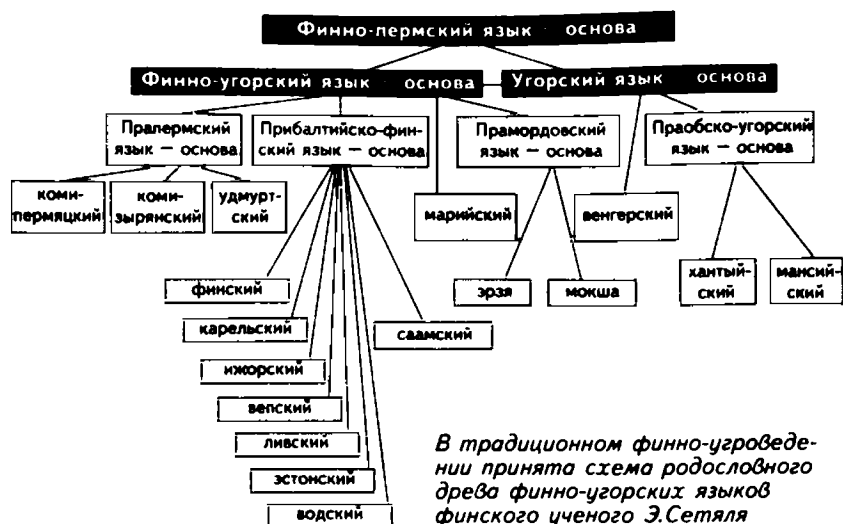 Финно-пермский язык - основа
Финно-угорский язык - основа
Угорский язык основа
Пралермский
язык — основа
Прибалтийско-фин-
ский язык — основа
Прамордовский
язык — основа
Праобско-угорский
язык — основа
коми-
пермяцкий
коми-
зырянский
удмурт-
ский
марийский
венгерский
финский
карельский
ижорский
вепский
ливский
эстонский
водский
саамский
эрзя
мокша
хантый-
ский
мансий-
ский
В традиционном финно-угроведе-
нии принята схема родословного
древа финно-угорских языков
финского ученого Э.Сетяля